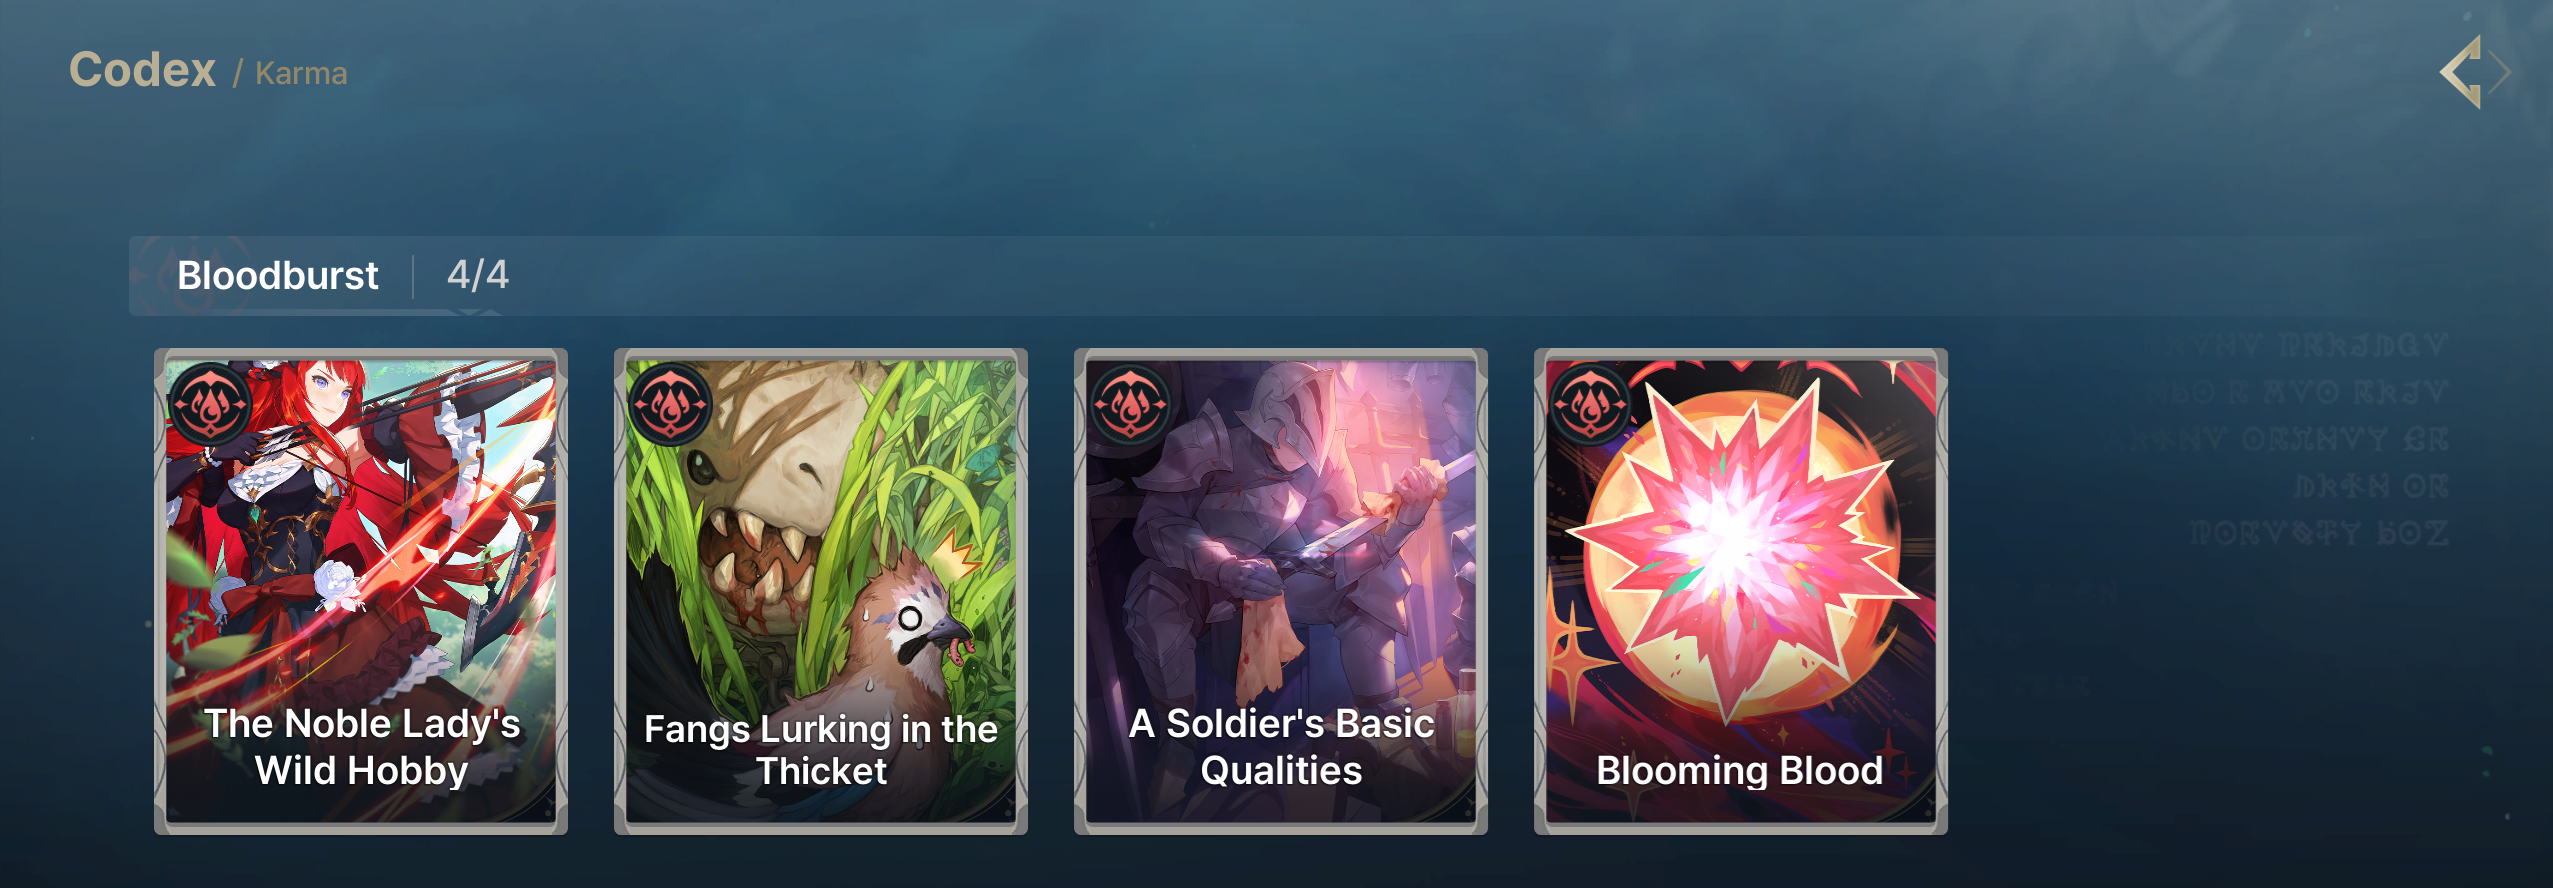 Codex / Karma
Bloodburst
4/4
The Noble Lady's
Wild Hobby
Fangs Lurking in the
Thicket
A Soldier's Basic
Qualities
Blooming Blood